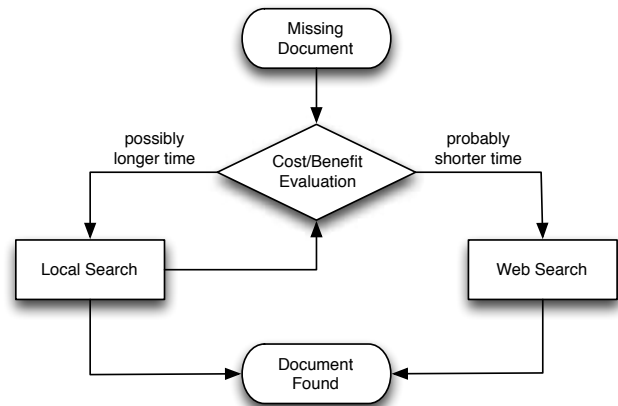 Missing
Document
possibly
longer time
Cost/Benefit
Evaluation
probably
shorter time
Local Search
Web Search
Document
Found